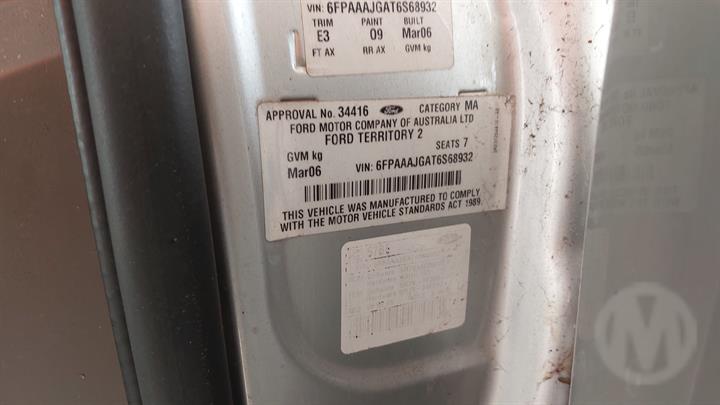 VIN: 6FPAAAJGAT6S68932
TRIM PAINT BUILT
E3 09 Mar06
FT AX RR AX GVM kg
APPROVAL No. 34416 Ford CATEGORY MA
FORD MOTOR COMPANY OF AUSTRALIA LTD
FORD TERRITORY 2
GVM kg SEATS 7
Mar06 VIN: 6FPAAAJGAT6S68932
THIS VEHICLE WAS MANUFACTURED TO COMPLY
WITH THE MOTOR VEHICLE STANDARDS ACT 1989.
M